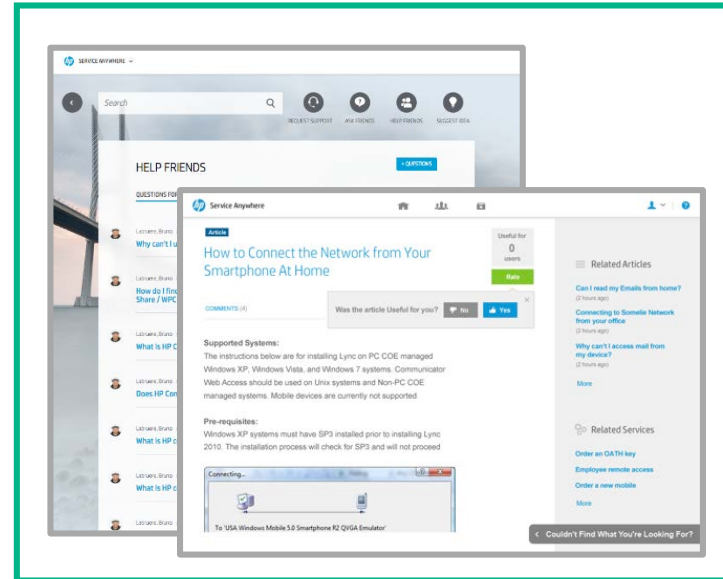 hp SERVICE ANYWHERE
Search
REQUEST SUPPORT ASK FRIENDS HELP FRIENDS SUGGEST IDEA
HELP FRIENDS
+ QUESTIONS
QUESTIONS FOR
Why can't I u
How do I find
Share / WPC
What is HP C
Does HP Con
What is HP c
What is HP c
hp Service Anywhere
Article
How to Connect the Network from Your
Smartphone At Home
Useful for
0
users
Rate
COMMENTS (4)
Was the article Useful for you? No Yes
Supported Systems:
The instructions below are for installing Lync on PC COE managed
Windows XP, Windows Vista, and Windows 7 systems. Communicator
Web Access should be used on Unix systems and Non-PC COE
managed systems. Mobile devices are currently not supported
Pre-requisites:
Windows XP systems must have SP3 installed prior to installing Lync
2010. The installation process will check for SP3 and will not proceed
Connecting...
To 'USA Windows Mobile 5.0 Smartphone R2 QVGA Emulator'
Related Articles
Can I read my Emails from home?
(2 hours ago)
Connecting to Somelie Network
from your office
(2 hours ago)
Why can't I access mail from
my device?
(2 hours ago)
More
Related Services
Order an OATH key
Employee remote access
Order a new mobile
More
Couldn't Find What You're Looking For?